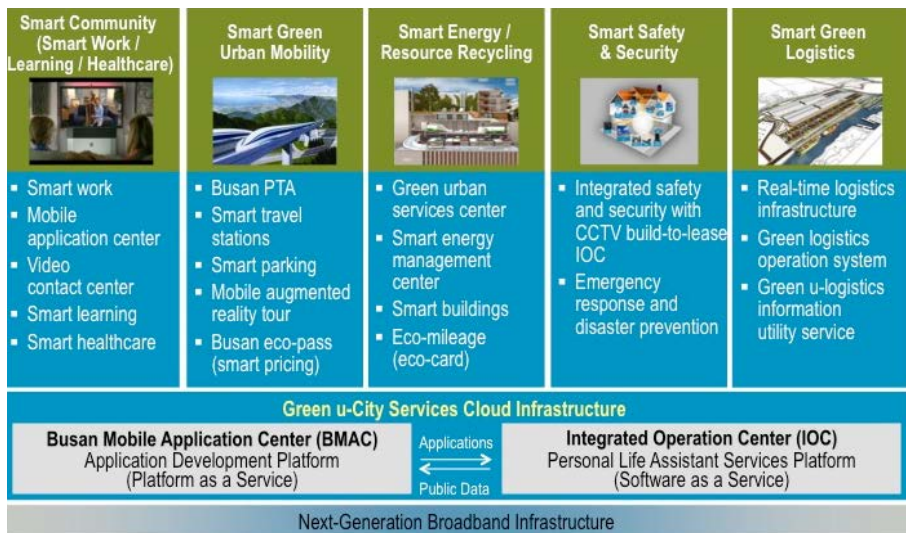 Smart Community
(Smart Work /
Learning / Healthcare)
Smart work
Mobile
application center
Video
contact center
Smart learning
Smart healthcare
Smart Green
Urban Mobility
Busan PTA
Smart travel
stations
Smart parking
Mobile augmented
reality tour
Busan eco-pass
(smart pricing)
Smart Energy /
Resource Recycling
Green urban
services center
Smart energy
management
center
Smart buildings
Eco-mileage
(eco-card)
Smart Safety
& Security
Integrated safety
and security with
CCTV build-to-lease
IOC
Emergency
response and
disaster prevention
Smart Green
Logistics
Real-time logistics
infrastructure
Green logistics
operation system
Green u-logistics
information
utility service
Green u-City Services Cloud Infrastructure
Busan Mobile Application Center (BMAC)
Application Development Platform
(Platform as a Service)
Applications
Public Data
Integrated Operation Center (IOC)
Personal Life Assistant Services Platform
(Software as a Service)
Next-Generation Broadband Infrastructure